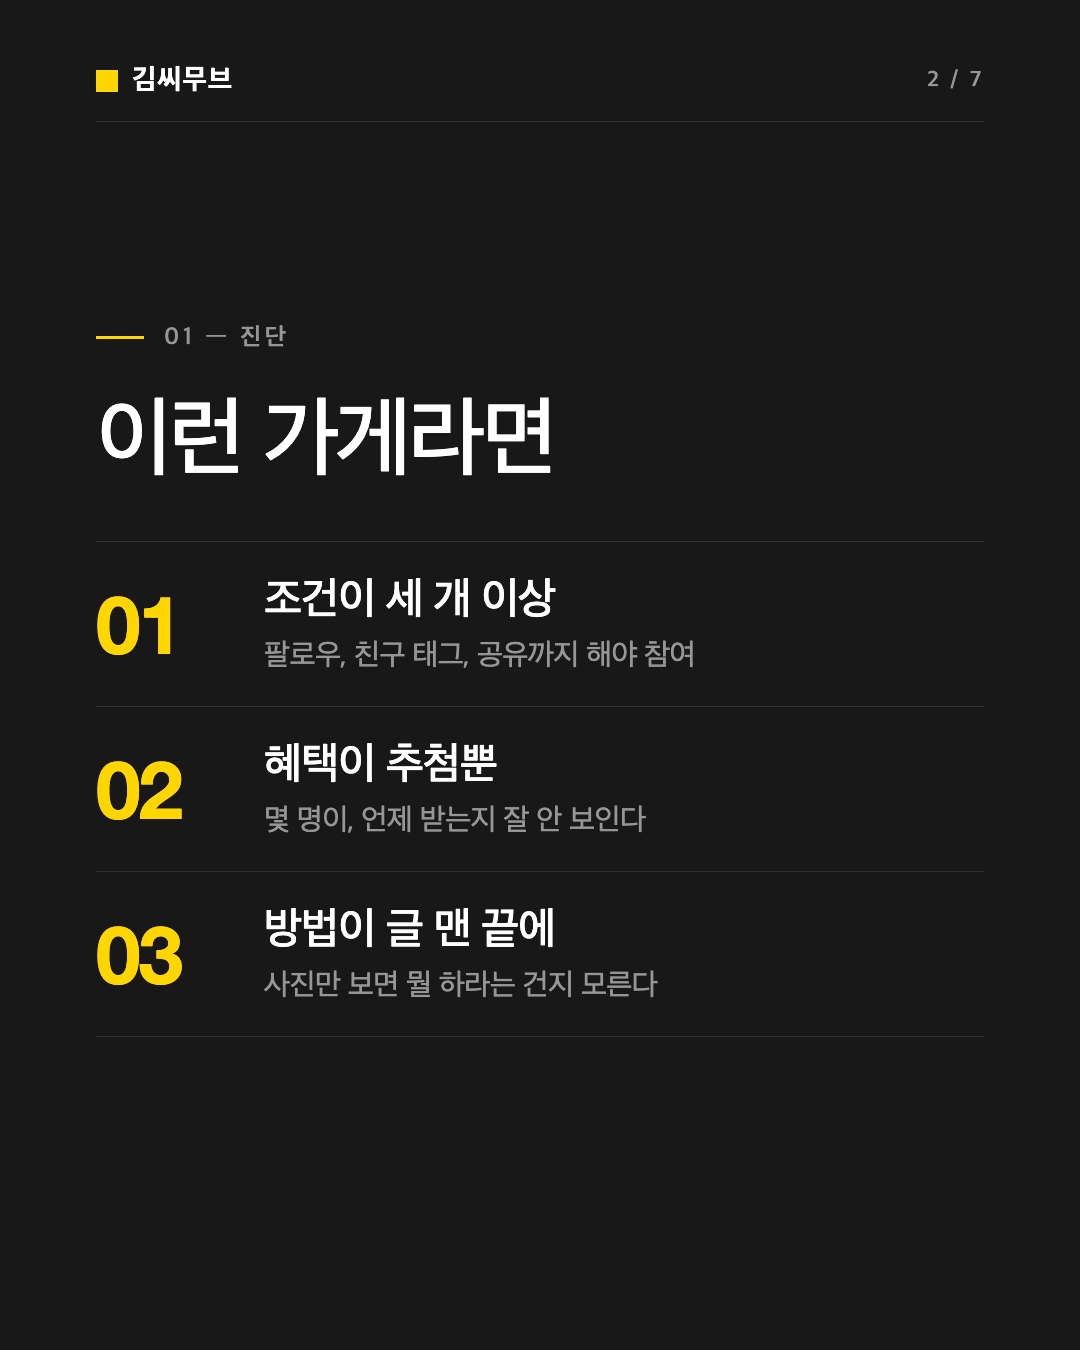 김씨무브
2 / 7
01 — 진단
이런 가게라면
01
조건이 세 개 이상
팔로우, 친구 태그, 공유까지 해야 참여
02
혜택이 추첨뿐
몇 명이, 언제 받는지 잘 안 보인다
03
방법이 글 맨 끝에
사진만 보면 뭘 하라는 건지 모른다